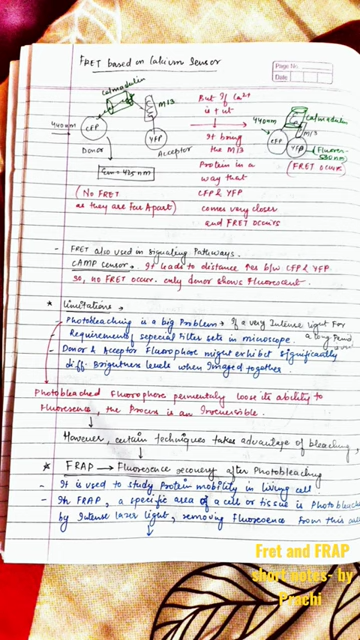 FRET based on Calcium Sensor
Page No.
Date
calmodulin
M13
440nm
CFP
YFP
Donor
Acceptor
Em = 425 nm
(No FRET
as they are far Apart)
But If Ca2+
is ↑ut
It bring
the M13
Protein in a
way that
CFP & YFP
comes very closer
and FRET occurs
440nm
Calmodulin
M13
CFP
YFP
(FRET occur)
- FRET also used in signaling Pathways.
CAMP sensor → It leads to distance ↑es b/w CFP & YFP
so, no FRET occur. only donor shows fluorescent.
* Limitations →
- Photobleaching is a big Problem → If a very Intense light For
a long Period
- Requirement of sepecial filter sets in microscope.
- Donor & Acceptor Fluorophore might exhibit significantly
diff. Brightness levels when Imaged together.
Photobleached fluorophore permenently loose its ability to
fluorescence, the Process is an Irreversible.
However, certain techniques takes advantage of bleaching,
* FRAP → Fluorescence recovery after Photobleaching
- It is used to study Protein mobility in living cell.
- In FRAP, a specific area of a cell or tissue is Photobleached
by Intense laser light, removing fluorescence from this
Fret and FRAP
short notes- by
Prachi